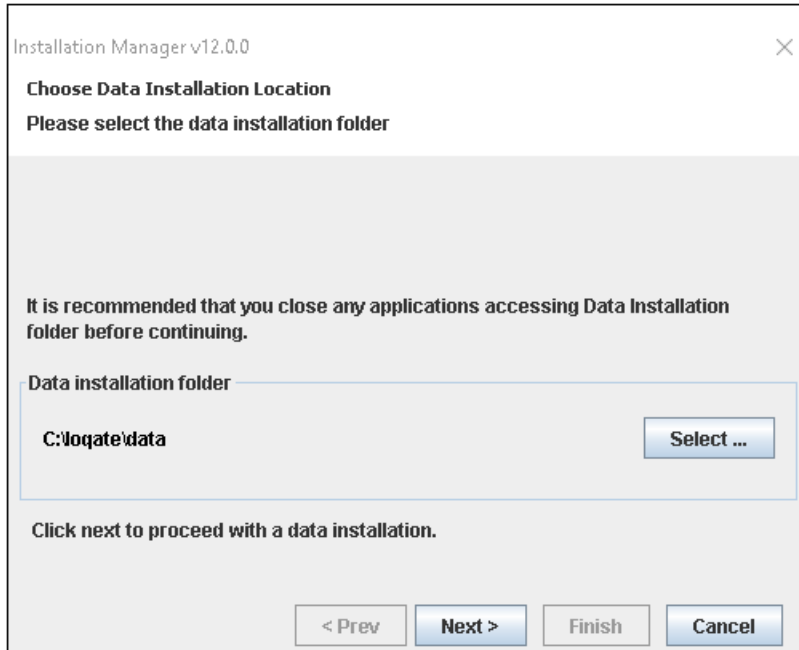 Installation Manager v12.0.0
Choose Data Installation Location
Please select the data installation folder
It is recommended that you close any applications accessing Data Installation
folder before continuing.
Data installation folder
C:\loqate\data
Select ...
Click next to proceed with a data installation.
< Prev
Next >
Finish
Cancel